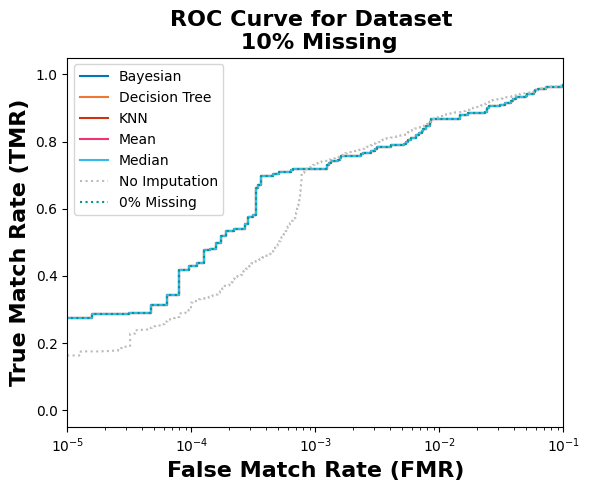 ROC Curve for Dataset
10% Missing
True Match Rate (TMR)
1.0
0.8
0.6
0.4
0.2
0.0
Bayesian
Decision Tree
KNN
Mean
Median
No Imputation
0% Missing
10⁻⁵
10⁻⁴
10⁻³
10⁻²
10⁻¹
False Match Rate (FMR)